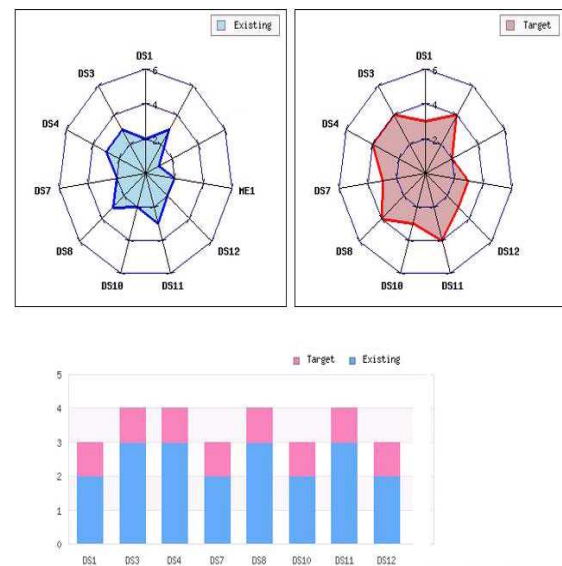 Existing
DS1
6
4
2
DS3
DS4
DS7
DS8
DS10
DS11
DS12
ME1
Target
DS1
6
4
2
DS3
DS4
DS7
DS8
DS10
DS11
DS12
Target Existing
5
4
3
2
1
0
DS1 DS3 DS4 DS7 DS8 DS10 DS11 DS12